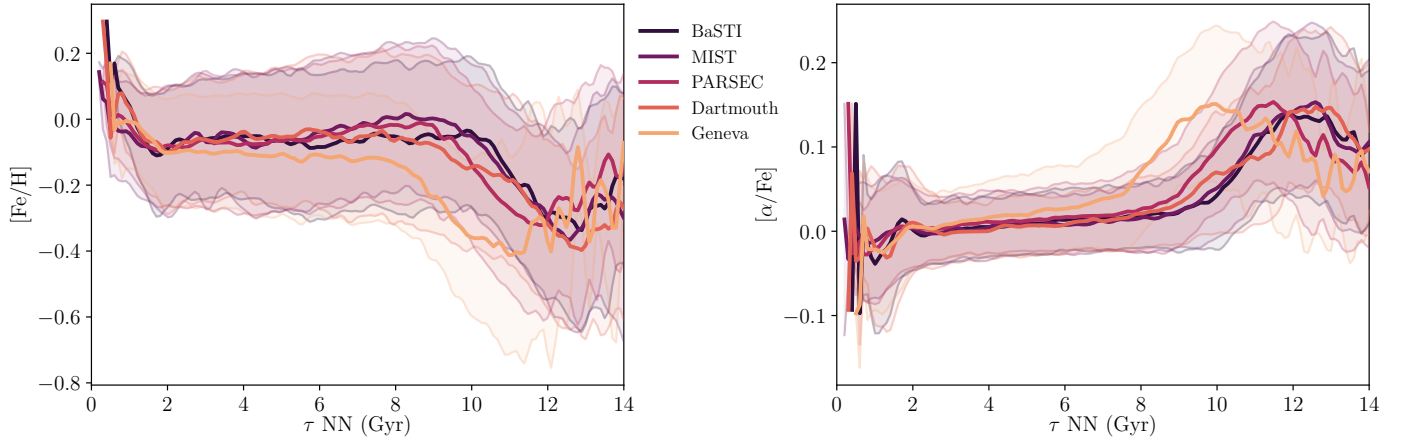 0.2
0.0
−0.2
−0.4
−0.6
−0.8
[Fe/H]
0 2 4 6 8 10 12 14
τ NN (Gyr)
BaSTI
MIST
PARSEC
Dartmouth
Geneva
0.2
0.1
0.0
−0.1
[α/Fe]
0 2 4 6 8 10 12 14
τ NN (Gyr)